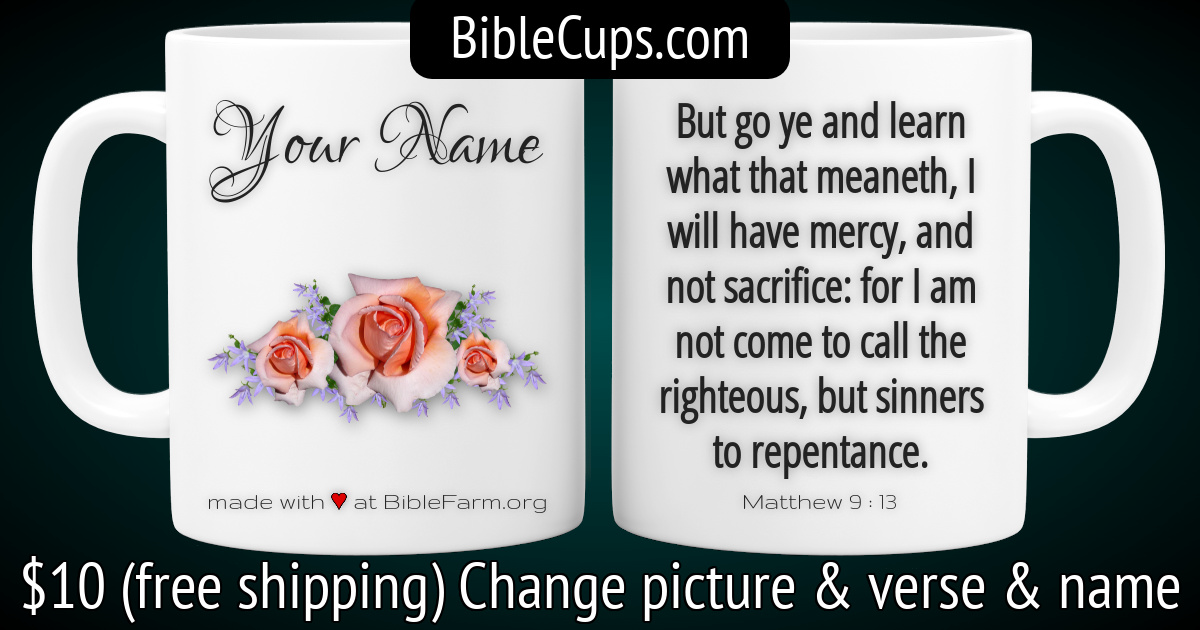 BibleCups.com
Your Name
made with ♥ at BibleFarm.org
But go ye and learn
what that meaneth, I
will have mercy, and
not sacrifice: for I am
not come to call the
righteous, but sinners
to repentance.
Matthew 9 : 13
$10 (free shipping) Change picture & verse & name